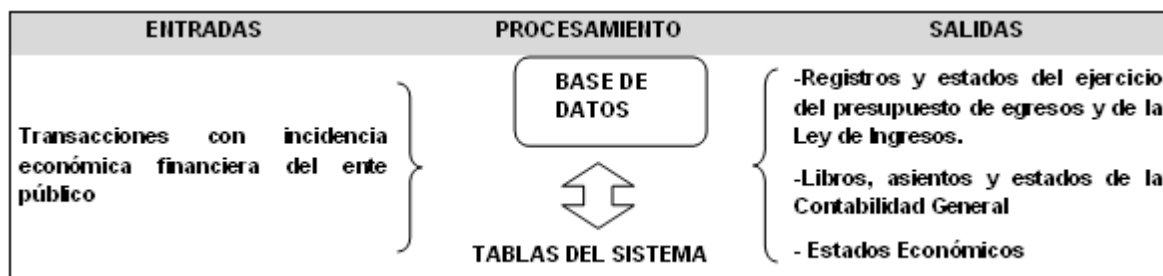 ENTRADAS PROCESAMIENTO SALIDAS
Transacciones con incidencia
económica financiera del ente
público
BASE DE
DATOS
TABLAS DEL SISTEMA
-Registros y estados del ejercicio
del presupuesto de egresos y de la
Ley de Ingresos.
-Libros, asientos y estados de la
Contabilidad General
- Estados Económicos